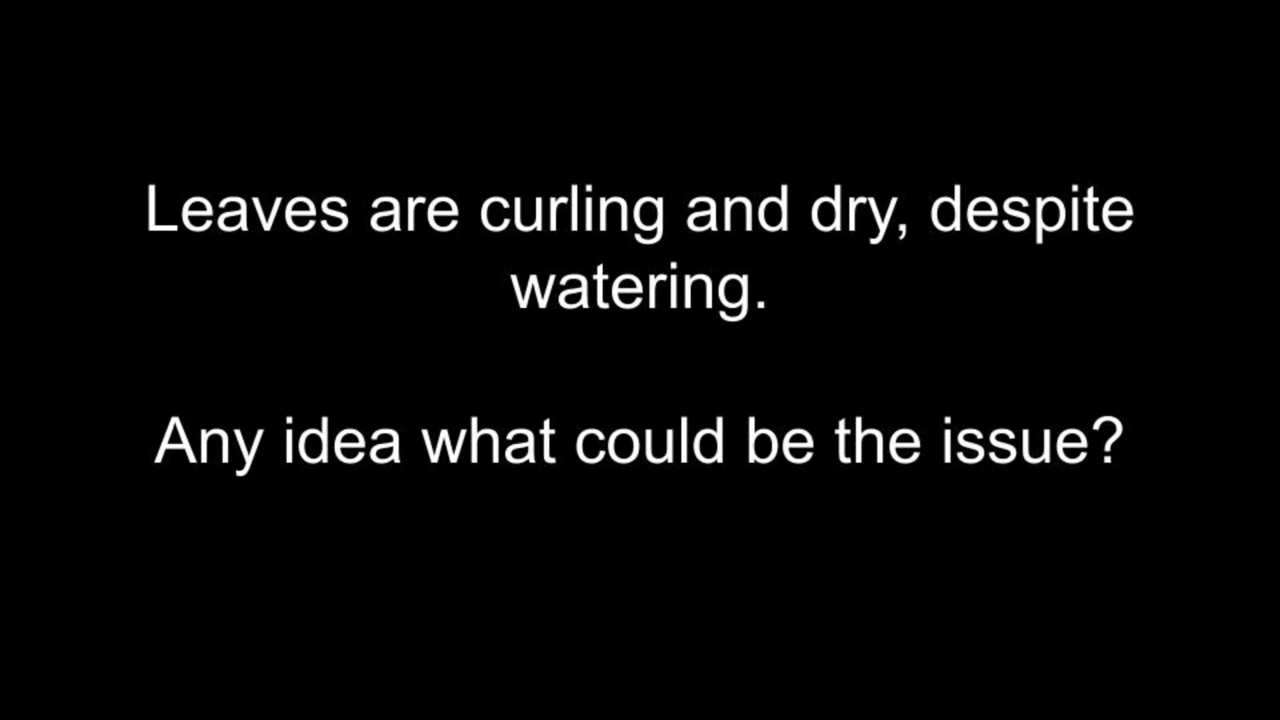 Leaves are curling and dry, despite
watering.
Any idea what could be the issue?